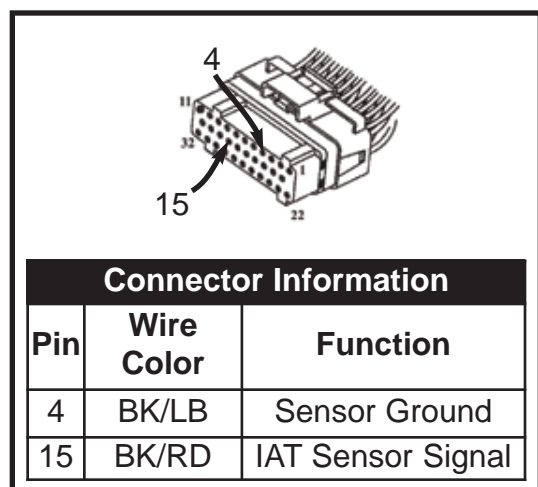 4
11
32
1
15
22
Connector Information
Pin Wire Color Function
4 BK/LB Sensor Ground
15 BK/RD IAT Sensor Signal